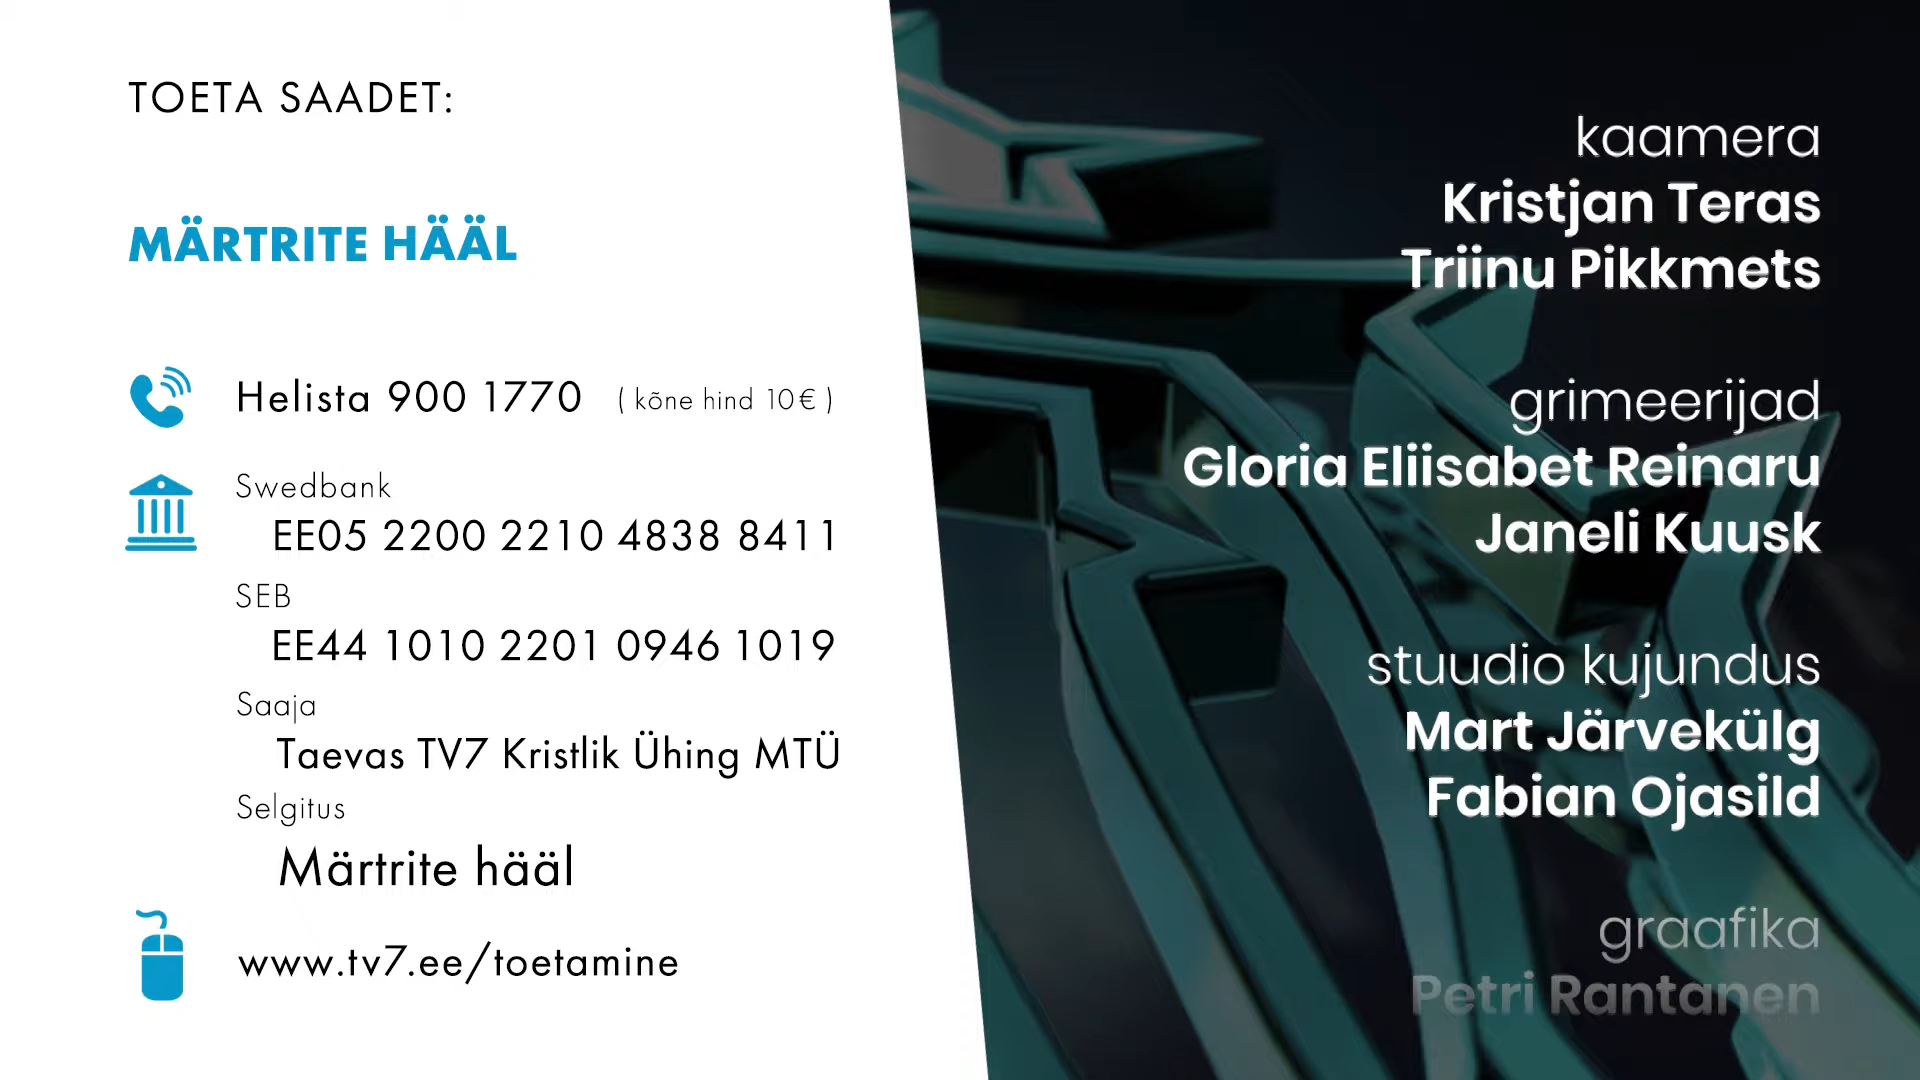 TOETA SAADET:
MÄRTRITE HÄÄL
Helista 900 1770 ( kõne hind 10€ )
Swedbank
EE05 2200 2210 4838 8411
SEB
EE44 1010 2201 0946 1019
Saaja
Taevas TV7 Kristlik Ühing MTÜ
Selgitus
Märtrite hääl
www.tv7.ee/toetamine
kaamera
Kristjan Teras
Triinu Pikkmets
grimeerijad
Gloria Eliisabet Reinaru
Janeli Kuusk
stuudio kujundus
Mart Järvekülg
Fabian Ojasild
graafika
Petri Rantanen